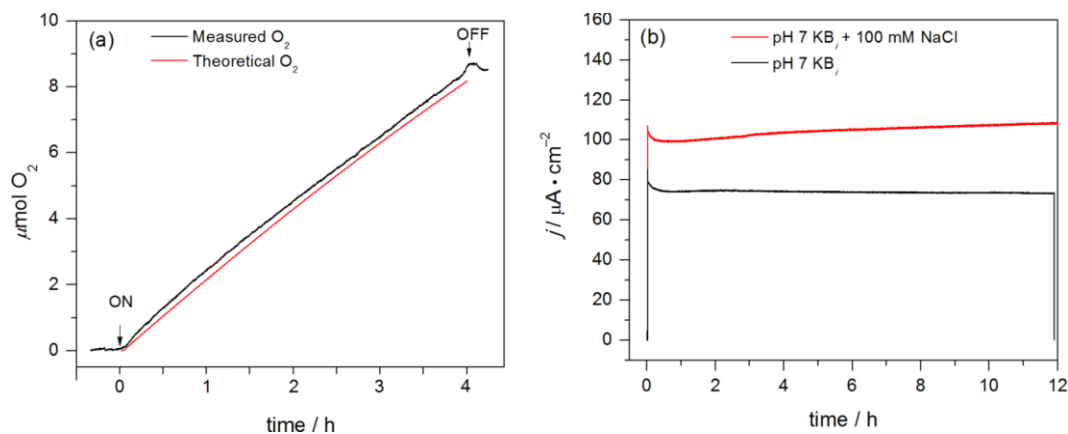 (a)
Measured O₂
Theoretical O₂
OFF
ON
μmol O₂
10
8
6
4
2
0
0
1
2
3
4
time / h
(b)
pH 7 KBᵢ + 100 mM NaCl
pH 7 KBᵢ
j / μA·cm⁻²
160
140
120
100
80
60
40
20
0
0
2
4
6
8
10
12
time / h